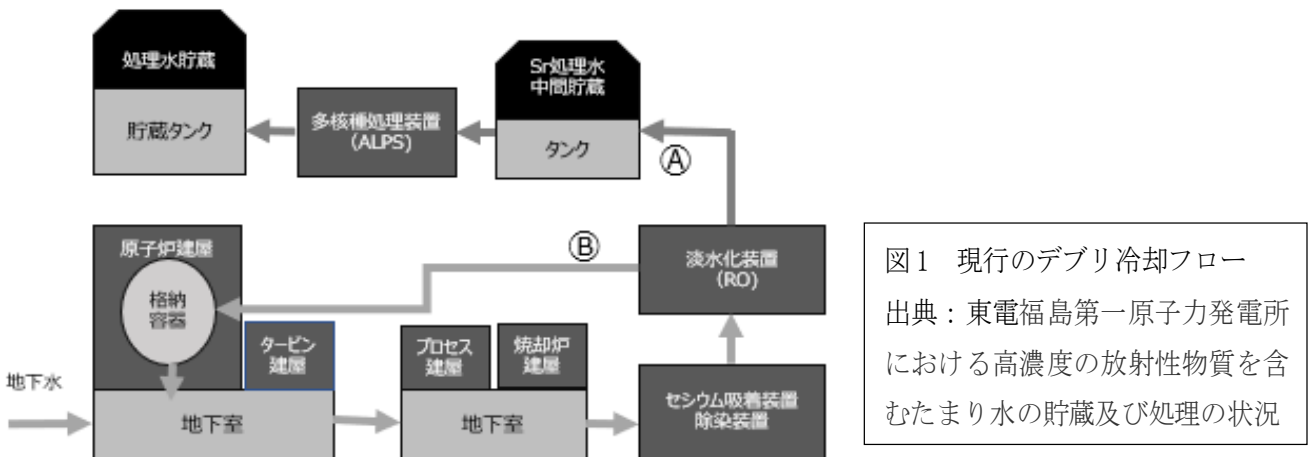 処理水貯蔵
貯蔵タンク
多核種処理装置
(ALPS)
Sr処理水
中間貯蔵
タンク
Ⓐ
原子炉建屋
格納
容器
タービン
建屋
地下水
地下室
プロセス
建屋
焼却炉
建屋
地下室
Ⓑ
淡水化装置
(RO)
セシウム吸着装置
除染装置
図1 現行のデブリ冷却フロー
出典:東電福島第一原子力発電所
における高濃度の放射性物質を含
むたまり水の貯蔵及び処理の状況